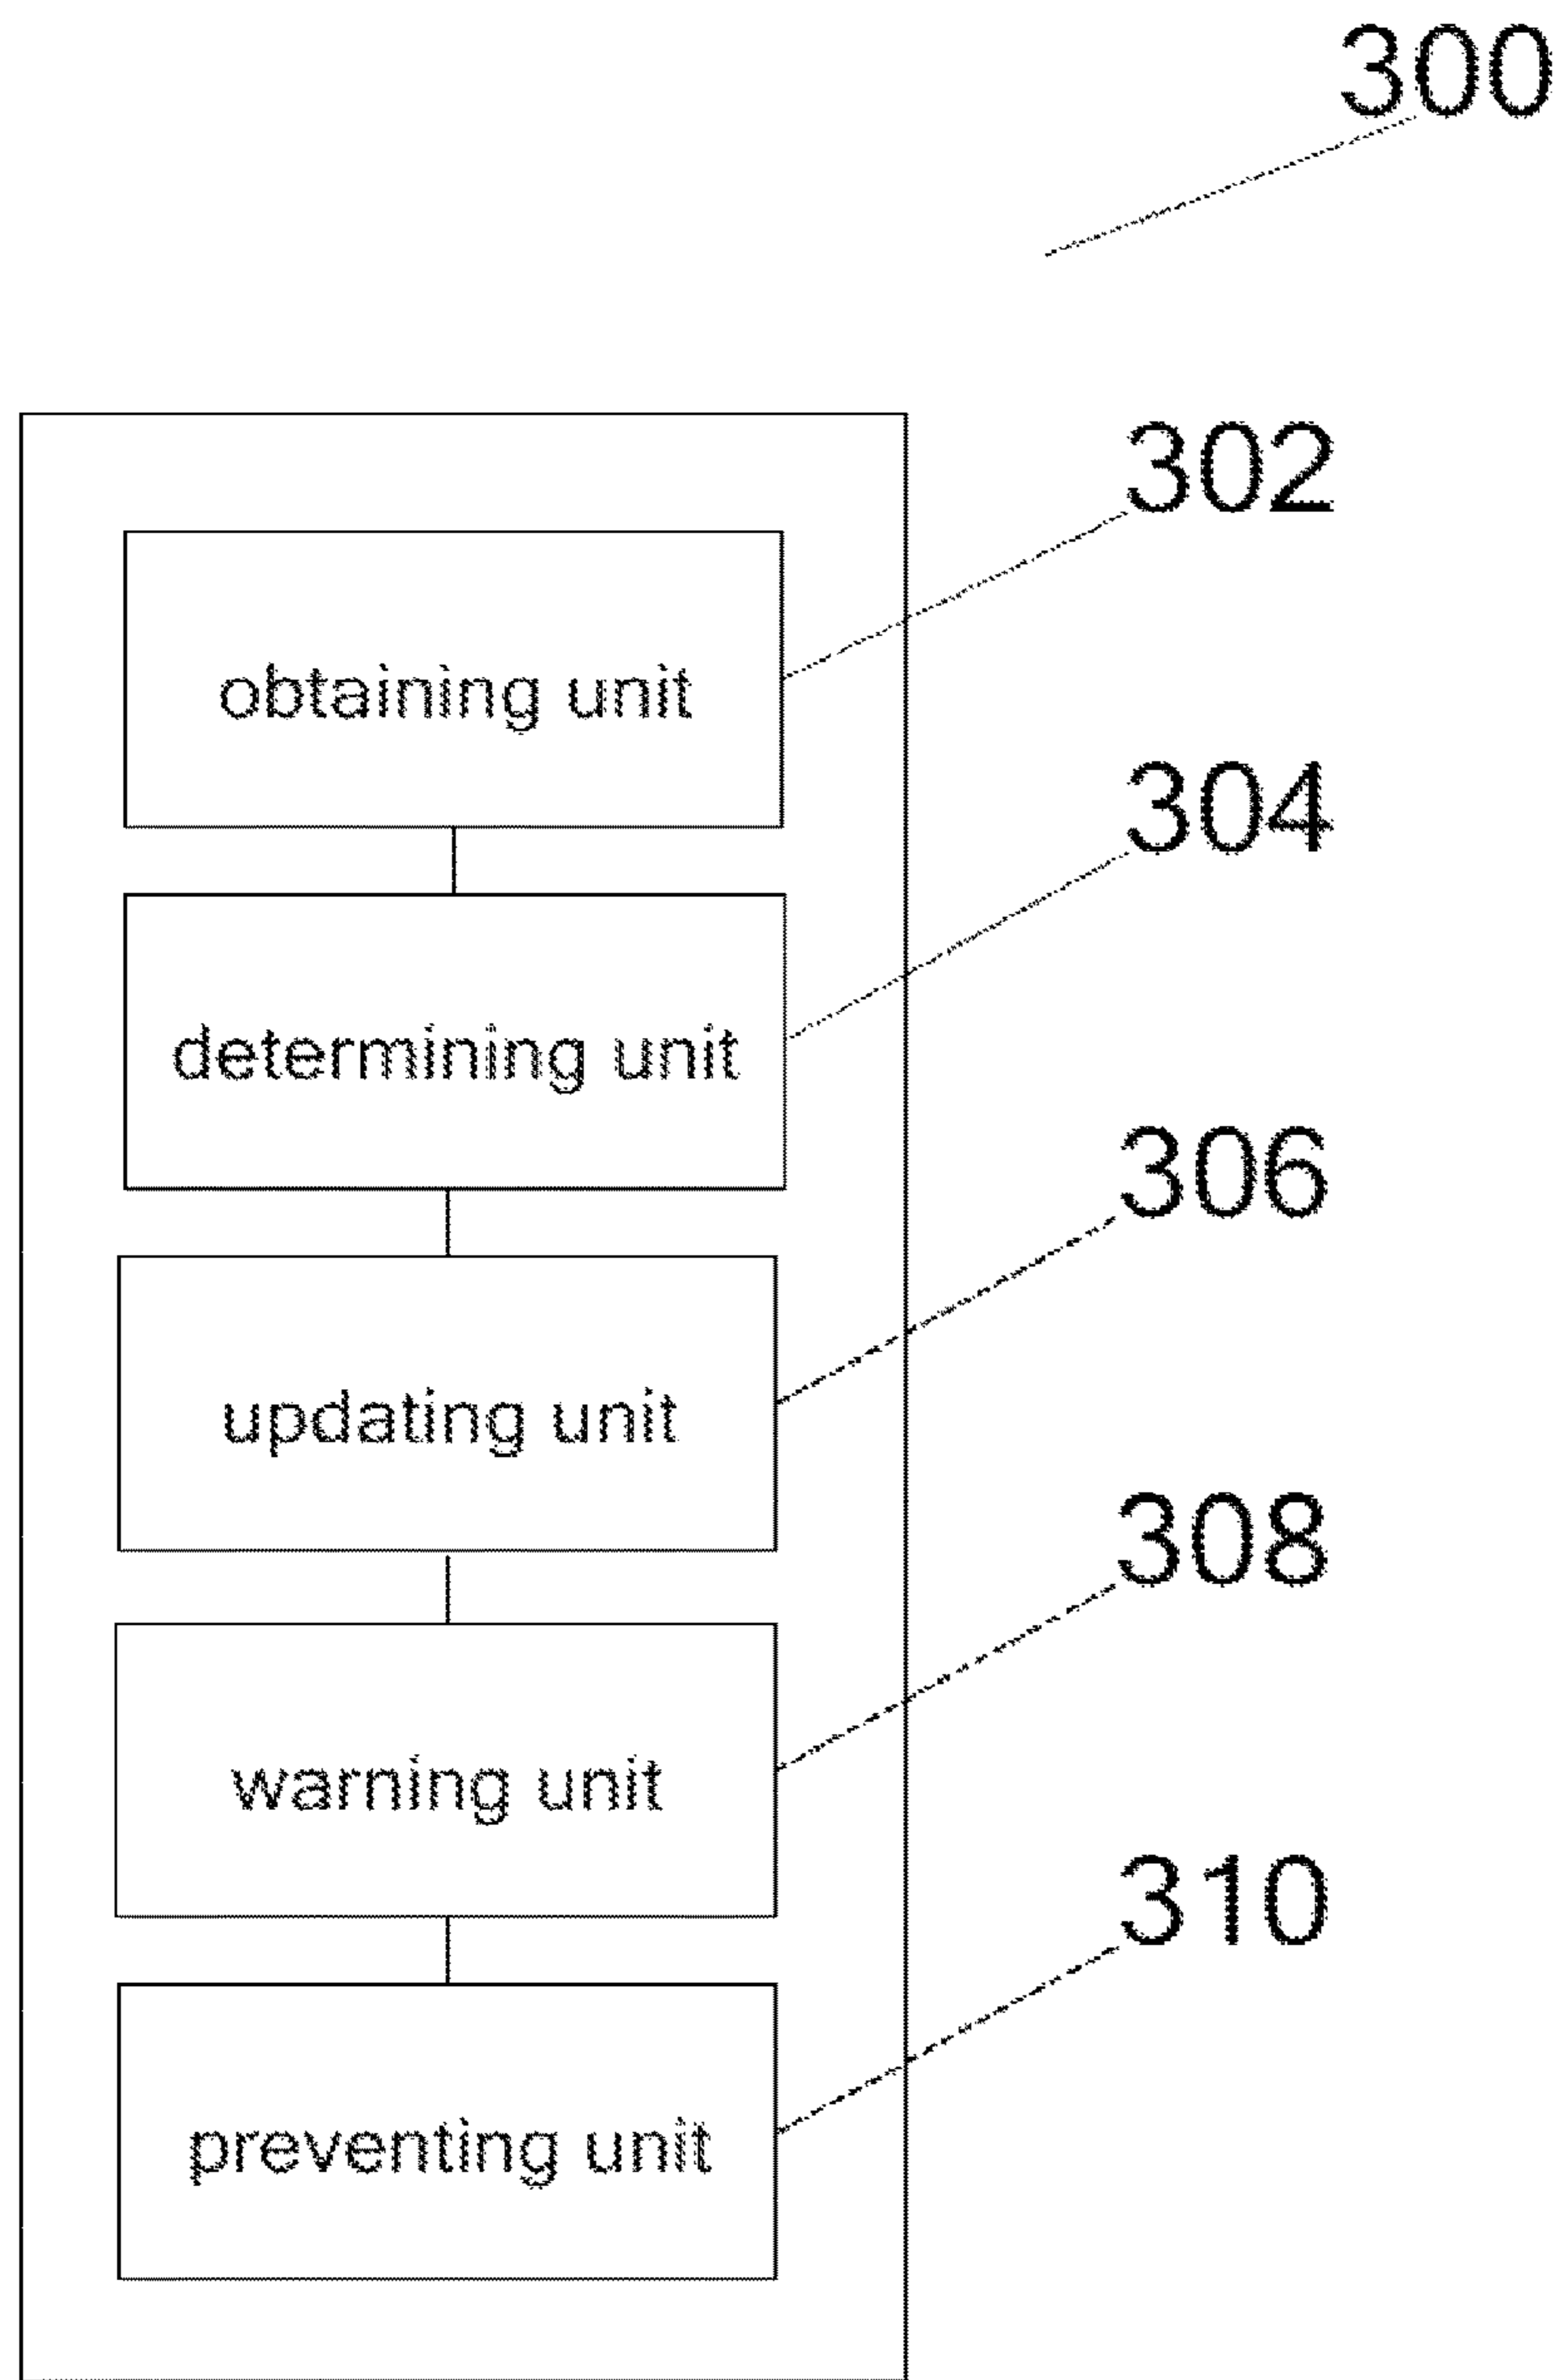 300
302
obtaining unit
304
determining unit
306
updating unit
308
warning unit
310
preventing unit